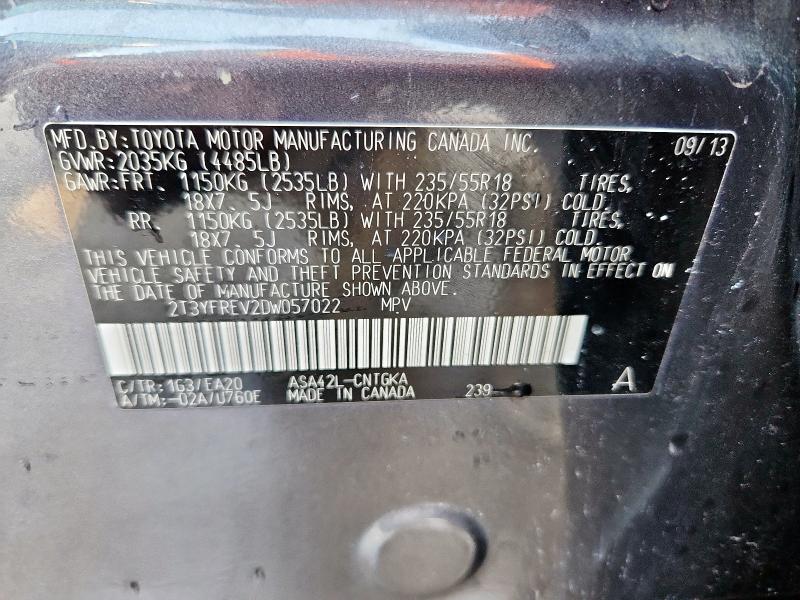 MFD.BY:TOYOTA MOTOR MANUFACTURING CANADA INC. 09/13
GVWR:2035KG (4485LB)
GAWR:FRT. 1150KG (2535LB) WITH 235/55R18 TIRES,
18X7.5J RIMS, AT 220KPA (32PSI) COLD.
RR. 1150KG (2535LB) WITH 235/55R18 TIRES,
18X7.5J RIMS, AT 220KPA (32PSI) COLD.
THIS VEHICLE CONFORMS TO ALL APPLICABLE FEDERAL MOTOR
VEHICLE SAFETY AND THEFT PREVENTION STANDARDS IN EFFECT ON
THE DATE OF MANUFACTURE SHOWN ABOVE.
2T3YFREV2DW057022 MPV
C/TR:1G3/EA20 ASA42L-CNTGKA
A/TM:-02A/U760E MADE IN CANADA 239 A